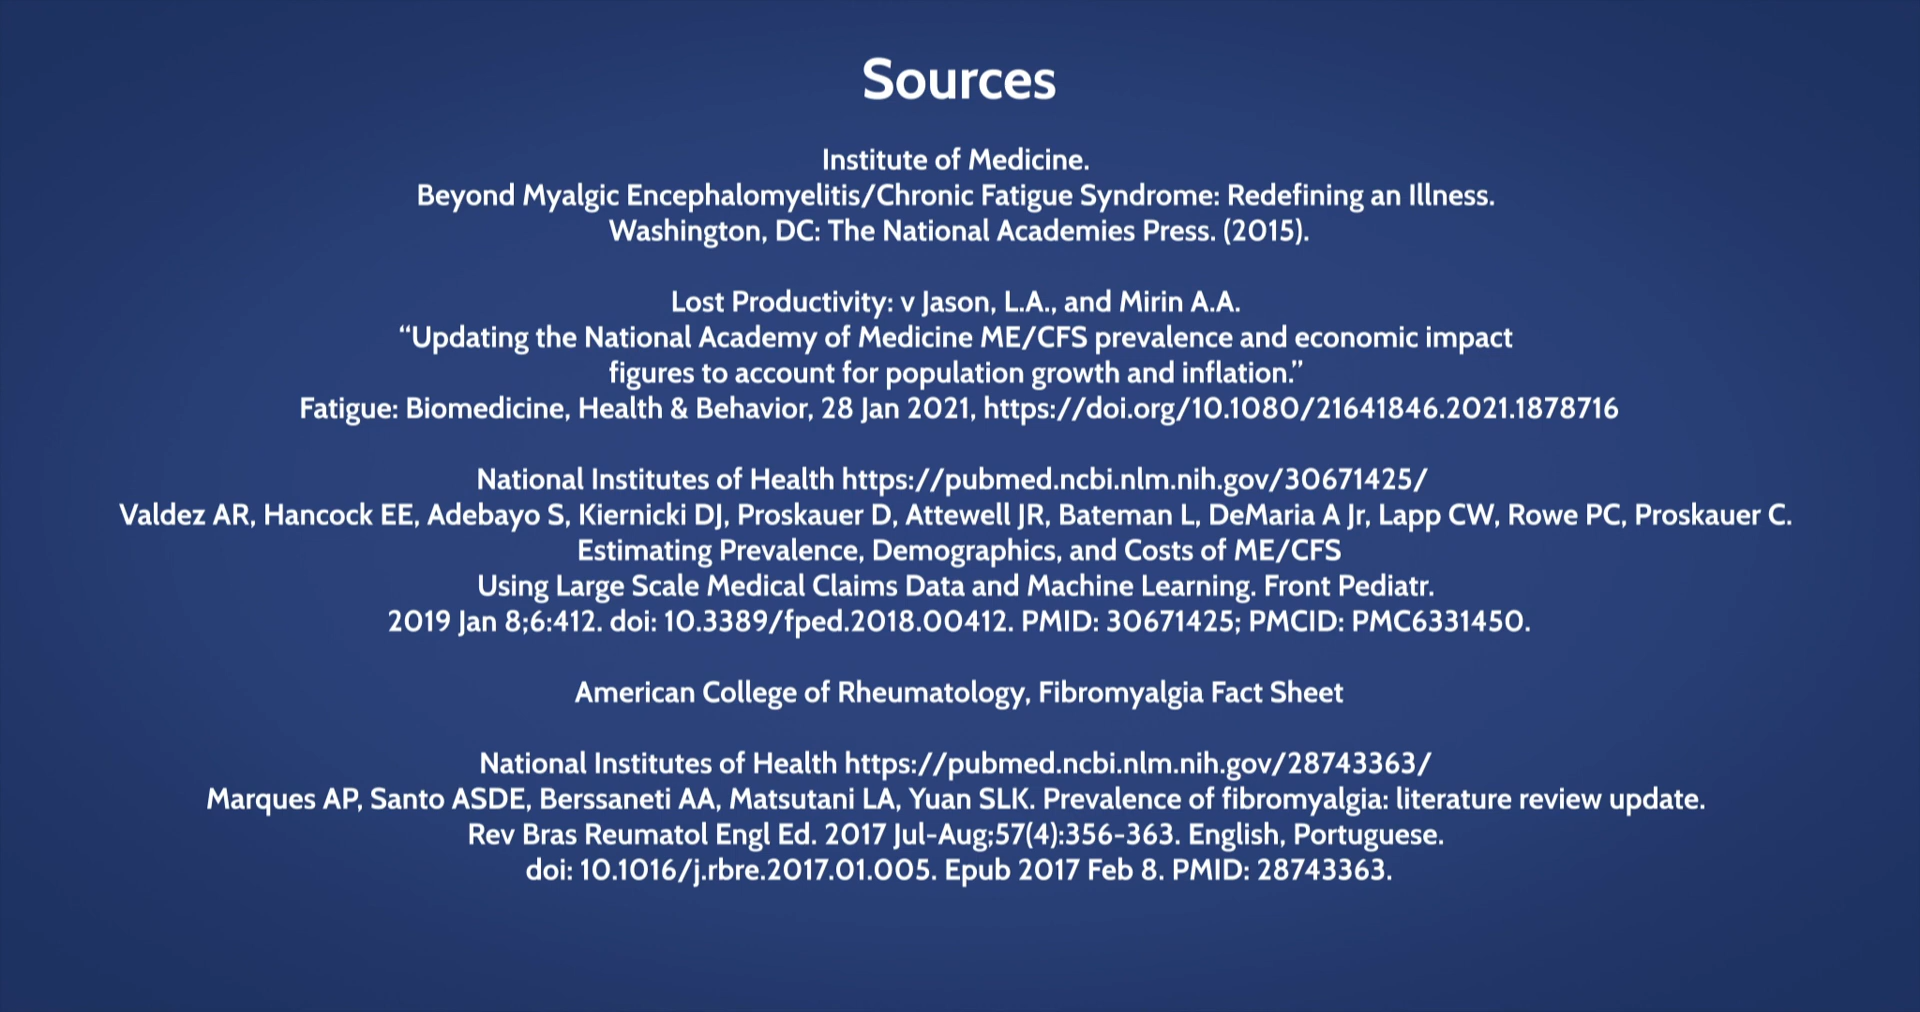 Sources
Institute of Medicine.
Beyond Myalgic Encephalomyelitis/Chronic Fatigue Syndrome: Redefining an Illness.
Washington, DC: The National Academies Press. (2015).
Lost Productivity: v Jason, L.A., and Mirin A.A.
“Updating the National Academy of Medicine ME/CFS prevalence and economic impact
figures to account for population growth and inflation.”
Fatigue: Biomedicine, Health & Behavior, 28 Jan 2021, https://doi.org/10.1080/21641846.2021.1878716
National Institutes of Health https://pubmed.ncbi.nlm.nih.gov/30671425/
Valdez AR, Hancock EE, Adebayo S, Kiernicki DJ, Proskauer D, Attewell JR, Bateman L, DeMaria A Jr, Lapp CW, Rowe PC, Proskauer C.
Estimating Prevalence, Demographics, and Costs of ME/CFS
Using Large Scale Medical Claims Data and Machine Learning. Front Pediatr.
2019 Jan 8;6:412. doi: 10.3389/fped.2018.00412. PMID: 30671425; PMCID: PMC6331450.
American College of Rheumatology, Fibromyalgia Fact Sheet
National Institutes of Health https://pubmed.ncbi.nlm.nih.gov/28743363/
Marques AP, Santo ASDE, Berssaneti AA, Matsutani LA, Yuan SLK. Prevalence of fibromyalgia: literature review update.
Rev Bras Reumatol Engl Ed. 2017 Jul-Aug;57(4):356-363. English, Portuguese.
doi: 10.1016/j.rbre.2017.01.005. Epub 2017 Feb 8. PMID: 28743363.